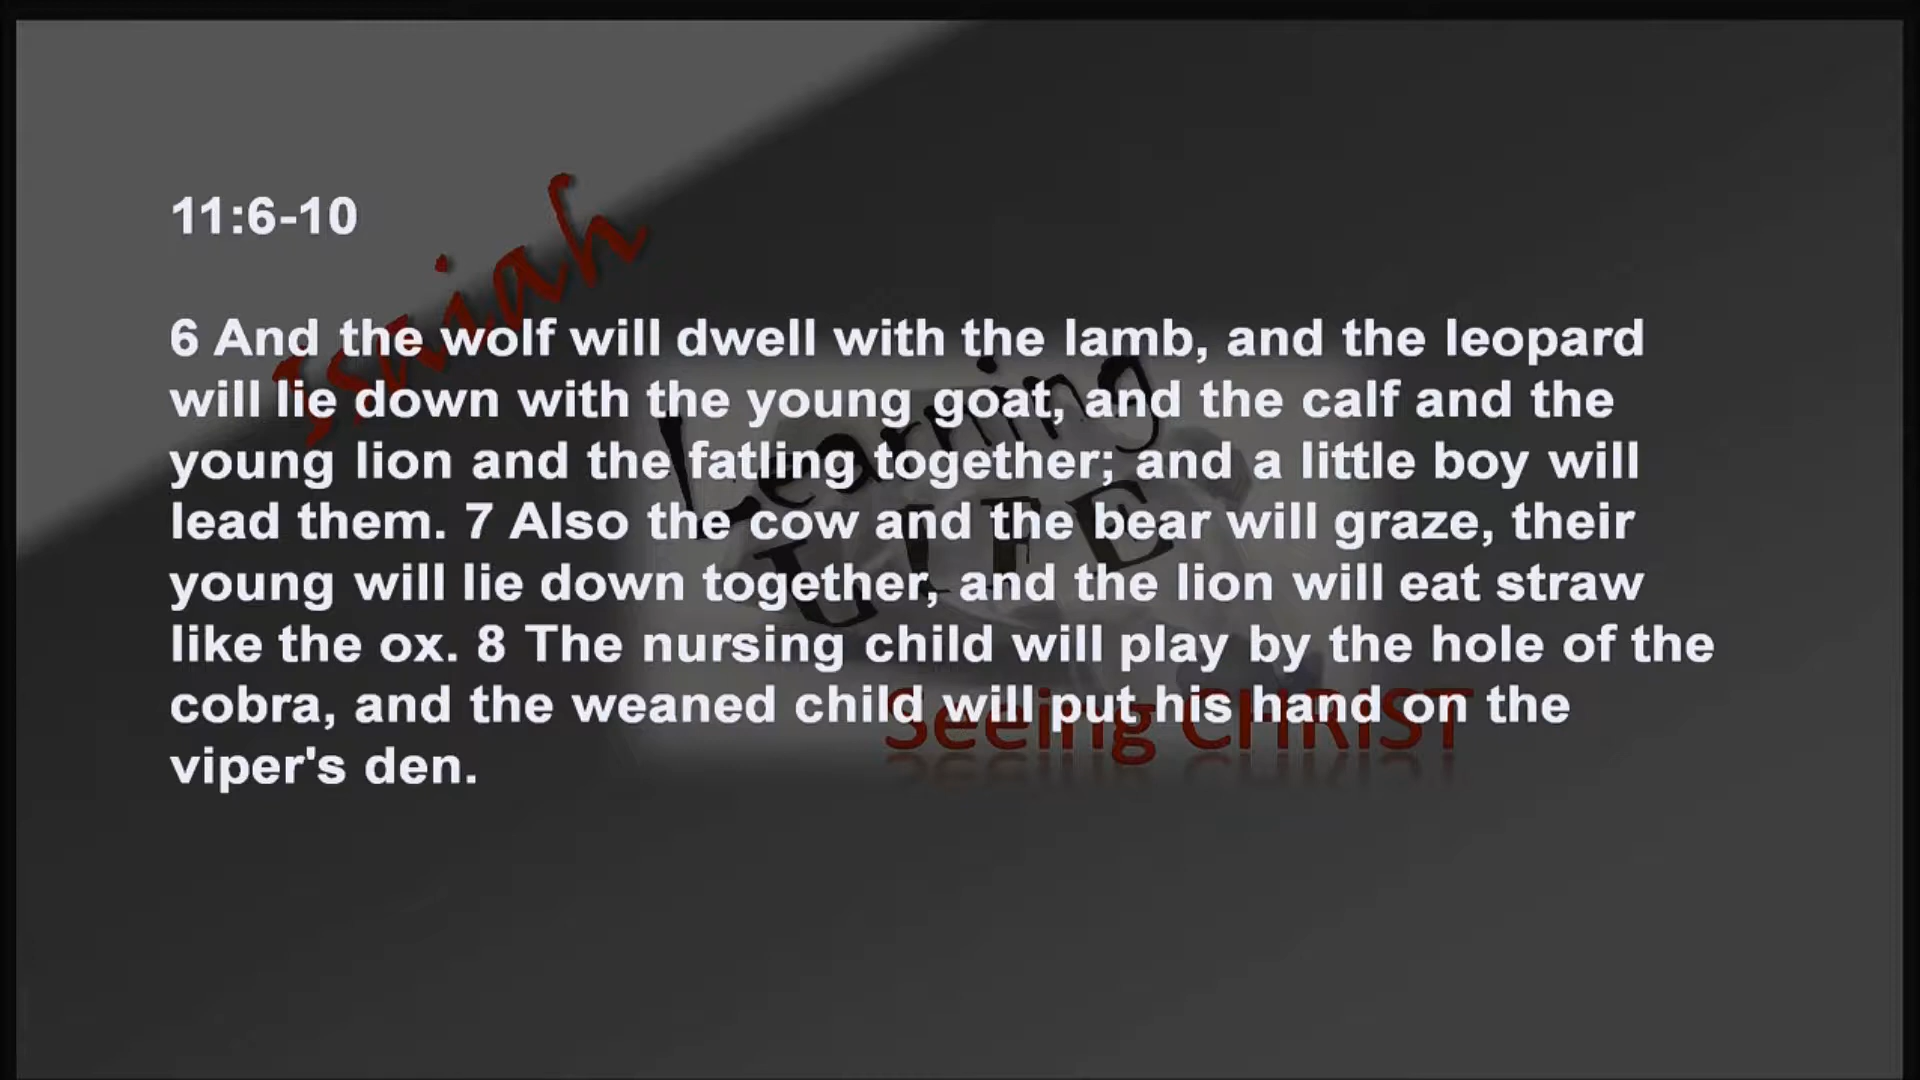 11:6-10
Isaiah
6 And the wolf will dwell with the lamb, and the leopard
will lie down with the young goat, and the calf and the
young lion and the fatling together; and a little boy will
lead them. 7 Also the cow and the bear will graze, their
young will lie down together, and the lion will eat straw
like the ox. 8 The nursing child will play by the hole of the
cobra, and the weaned child will put his hand on the
viper's den.
Learning
LIFE
Seeing CHRIST